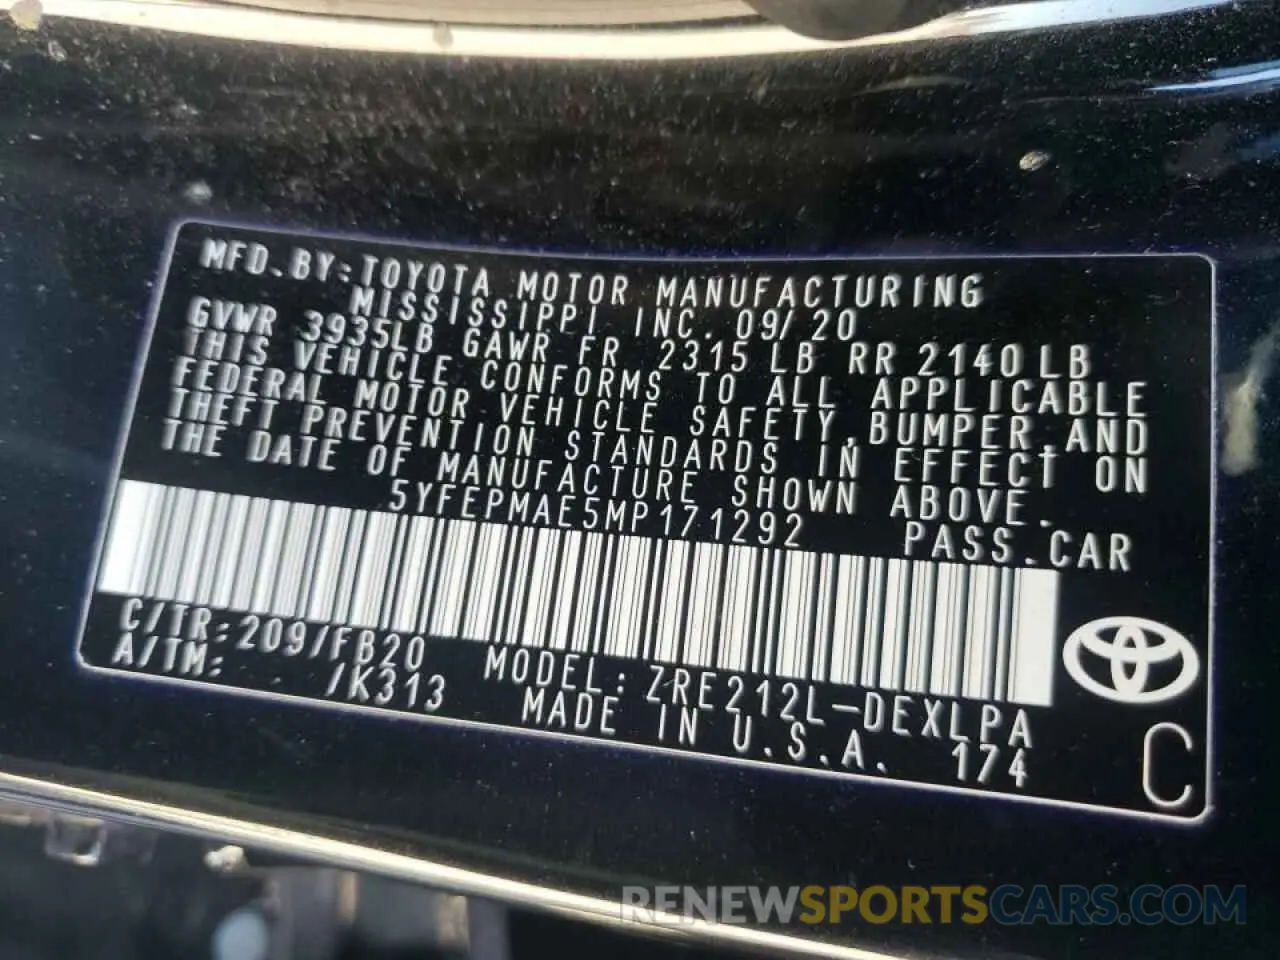 MFD.BY:TOYOTA MOTOR MANUFACTURING
MISSISSIPPI INC. 09/20
GVWR 3935LB GAWR FR 2315 LB RR 2140LB
THIS VEHICLE CONFORMS TO ALL APPLICABLE
FEDERAL MOTOR VEHICLE SAFETY,BUMPER,AND
THEFT PREVENTION STANDARDS IN EFFECT ON
THE DATE OF MANUFACTURE SHOWN ABOVE.
5YFEPMAE5MP171292 PASS.CAR
C/TR:209/FB20 MODEL:ZRE212L-DEXLPA
A/TM: /K313 MADE IN U.S.A. 174
C
RENEWSPORTSCARS.COM